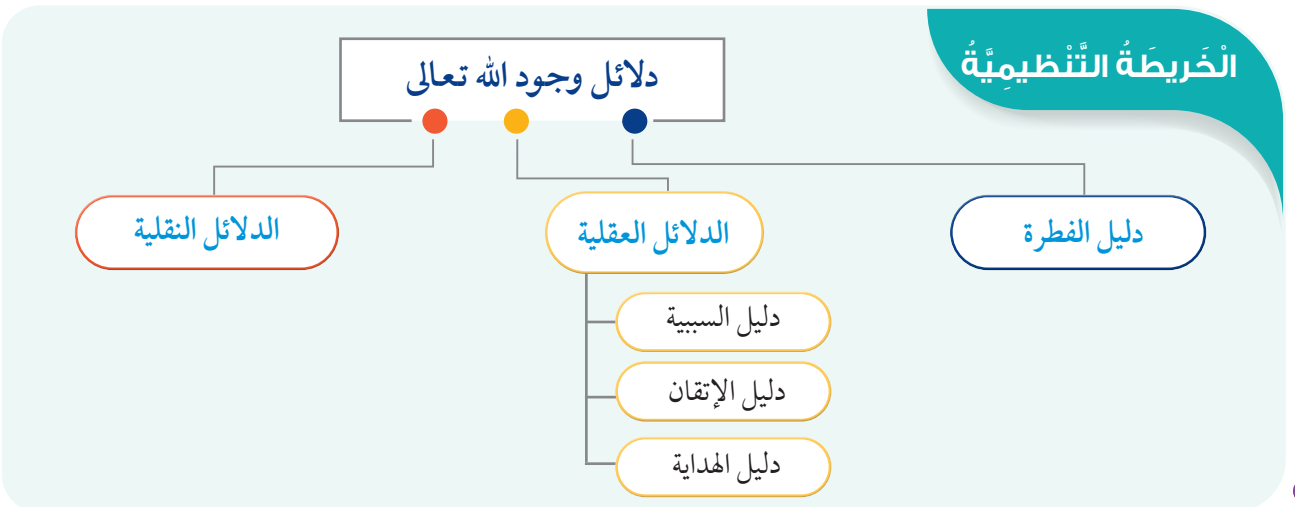 الْخَرِيطَةُ التَّنْظِيمِيَّةُ
دلائل وجود الله تعالى
دليل الفطرة
الدلائل العقلية
الدلائل النقلية
دليل السببية
دليل الإتقان
دليل الهداية